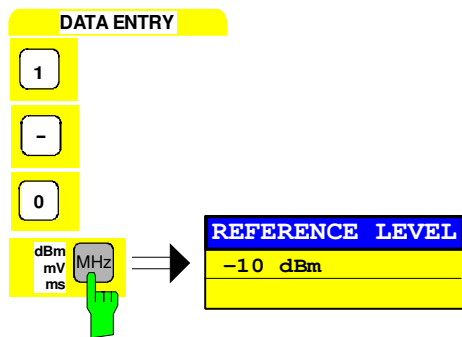 DATA ENTRY
1
-
0
dBm
mV
ms
MHz
REFERENCE LEVEL
-10 dBm